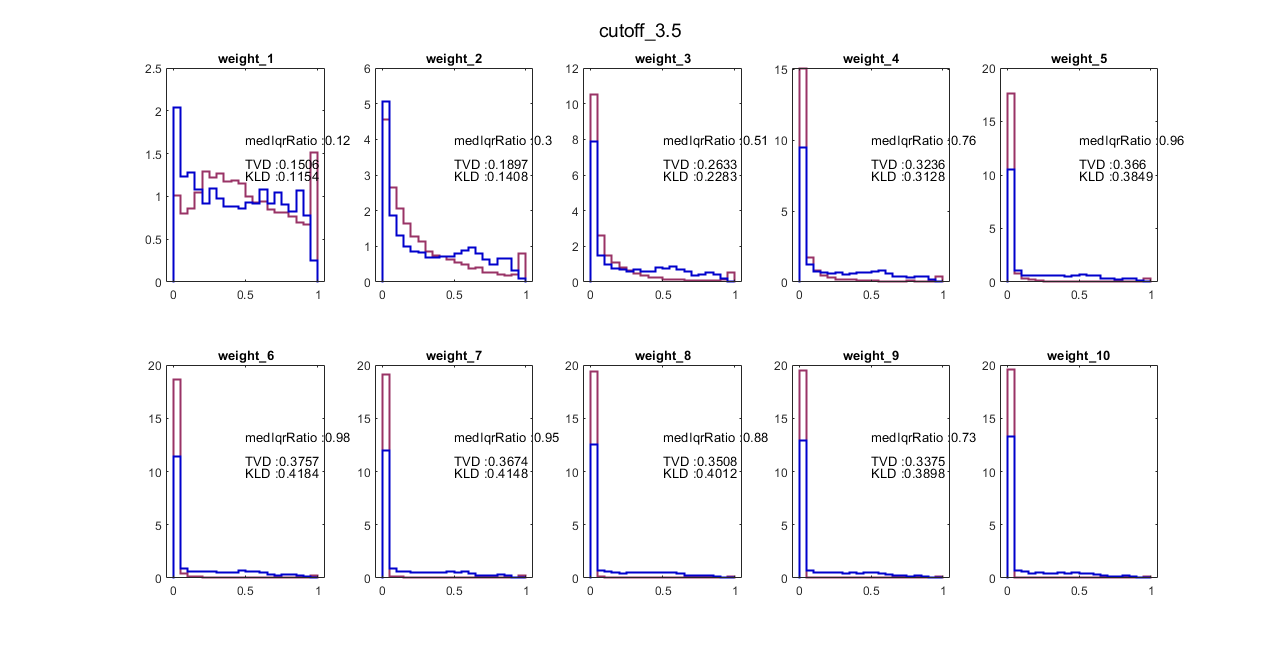 cutoff_3.5
weight_1
2.5
2
1.5
1
0.5
0
medIqrRatio :0.12
TVD :0.1506
KLD :0.1154
0 0.5 1
weight_2
6
5
4
3
2
1
0
medIqrRatio :0.3
TVD :0.1897
KLD :0.1408
0 0.5 1
weight_3
12
10
8
6
4
2
0
medIqrRatio :0.51
TVD :0.2633
KLD :0.2283
0 0.5 1
weight_4
15
10
5
0
medIqrRatio :0.76
TVD :0.3236
KLD :0.3128
0 0.5 1
weight_5
20
15
10
5
0
medIqrRatio :0.96
TVD :0.366
KLD :0.3849
0 0.5 1
weight_6
20
15
10
5
0
medIqrRatio :0.98
TVD :0.3757
KLD :0.4184
0 0.5 1
weight_7
20
15
10
5
0
medIqrRatio :0.95
TVD :0.3674
KLD :0.4148
0 0.5 1
weight_8
20
15
10
5
0
medIqrRatio :0.88
TVD :0.3508
KLD :0.4012
0 0.5 1
weight_9
20
15
10
5
0
medIqrRatio :0.73
TVD :0.3375
KLD :0.3898
0 0.5 1
weight_10
20
15
10
5
0
0 0.5 1